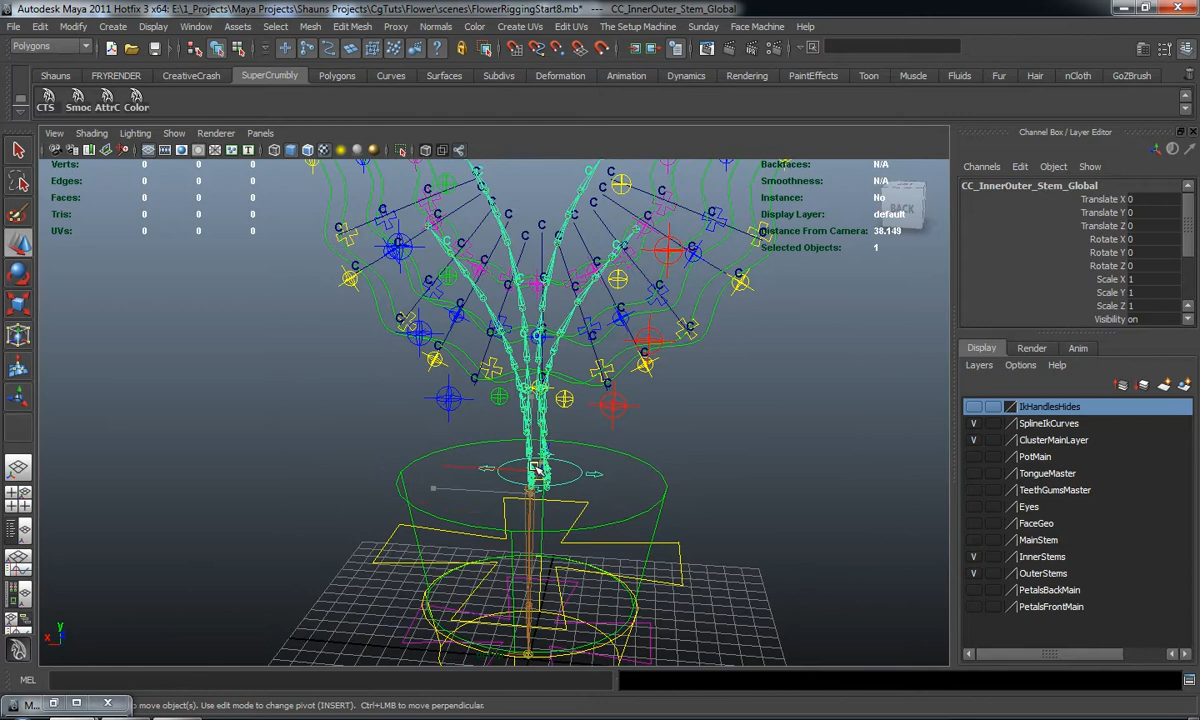 Autodesk Maya 2011 Hotfix 3 x64: E:\1_Projects\Maya Projects\Shauns Projects\CgTuts\Flower\scenes\FlowerRiggingStart8.mb* --- CC_InnerOuter_Stem_Global
File Edit Modify Create Display Window Assets Select Mesh Edit Mesh Proxy Normals Color Create UVs Edit UVs The Setup Machine Muscle Face Machine Help
Polygons
Shauns FRYRENDER CreativeCrash SuperCrumbly Polygons Curves Surfaces Subdivs Deformation Animation Dynamics Rendering PaintEffects Toon Muscle Fluids Fur Hair nCloth GoZBrush
CTS Smoc AttrC Color
View Shading Lighting Show Renderer Panels
Verts: 0 0 0
Edges: 0 0 0
Faces: 0 0 0
Tris: 0 0 0
UVs: 0 0 0
Backfaces: N/A
Smoothness: N/A
Instance: No
Display Layer: default
Distance From Camera: 38.149
Selected Objects: 1
BACK
Channel Box / Layer Editor
Channels Edit Object Show
CC_InnerOuter_Stem_Global
Translate X 0
Translate Y 0
Translate Z 0
Rotate X 0
Rotate Y 0
Rotate Z 0
Scale X 1
Scale Y 1
Scale Z 1
Visibility on
Display Render Anim
Layers Options Help
IkHandlesHides
V SplineIkCurves
V ClusterMainLayer
PotMain
TongueMaster
TeethGumsMaster
Eyes
FaceGeo
MainStem
V InnerStems
V OuterStems
PetalsBackMain
PetalsFrontMain
y
x
z
MEL
M... to move object(s). Use edit mode to change pivot (INSERT). Ctrl+LMB to move perpendicular.